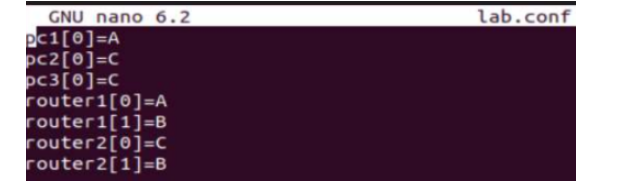 GNU nano 6.2 lab.conf
pc1[0]=A
pc2[0]=C
pc3[0]=C
router1[0]=A
router1[1]=B
router2[0]=C
router2[1]=B